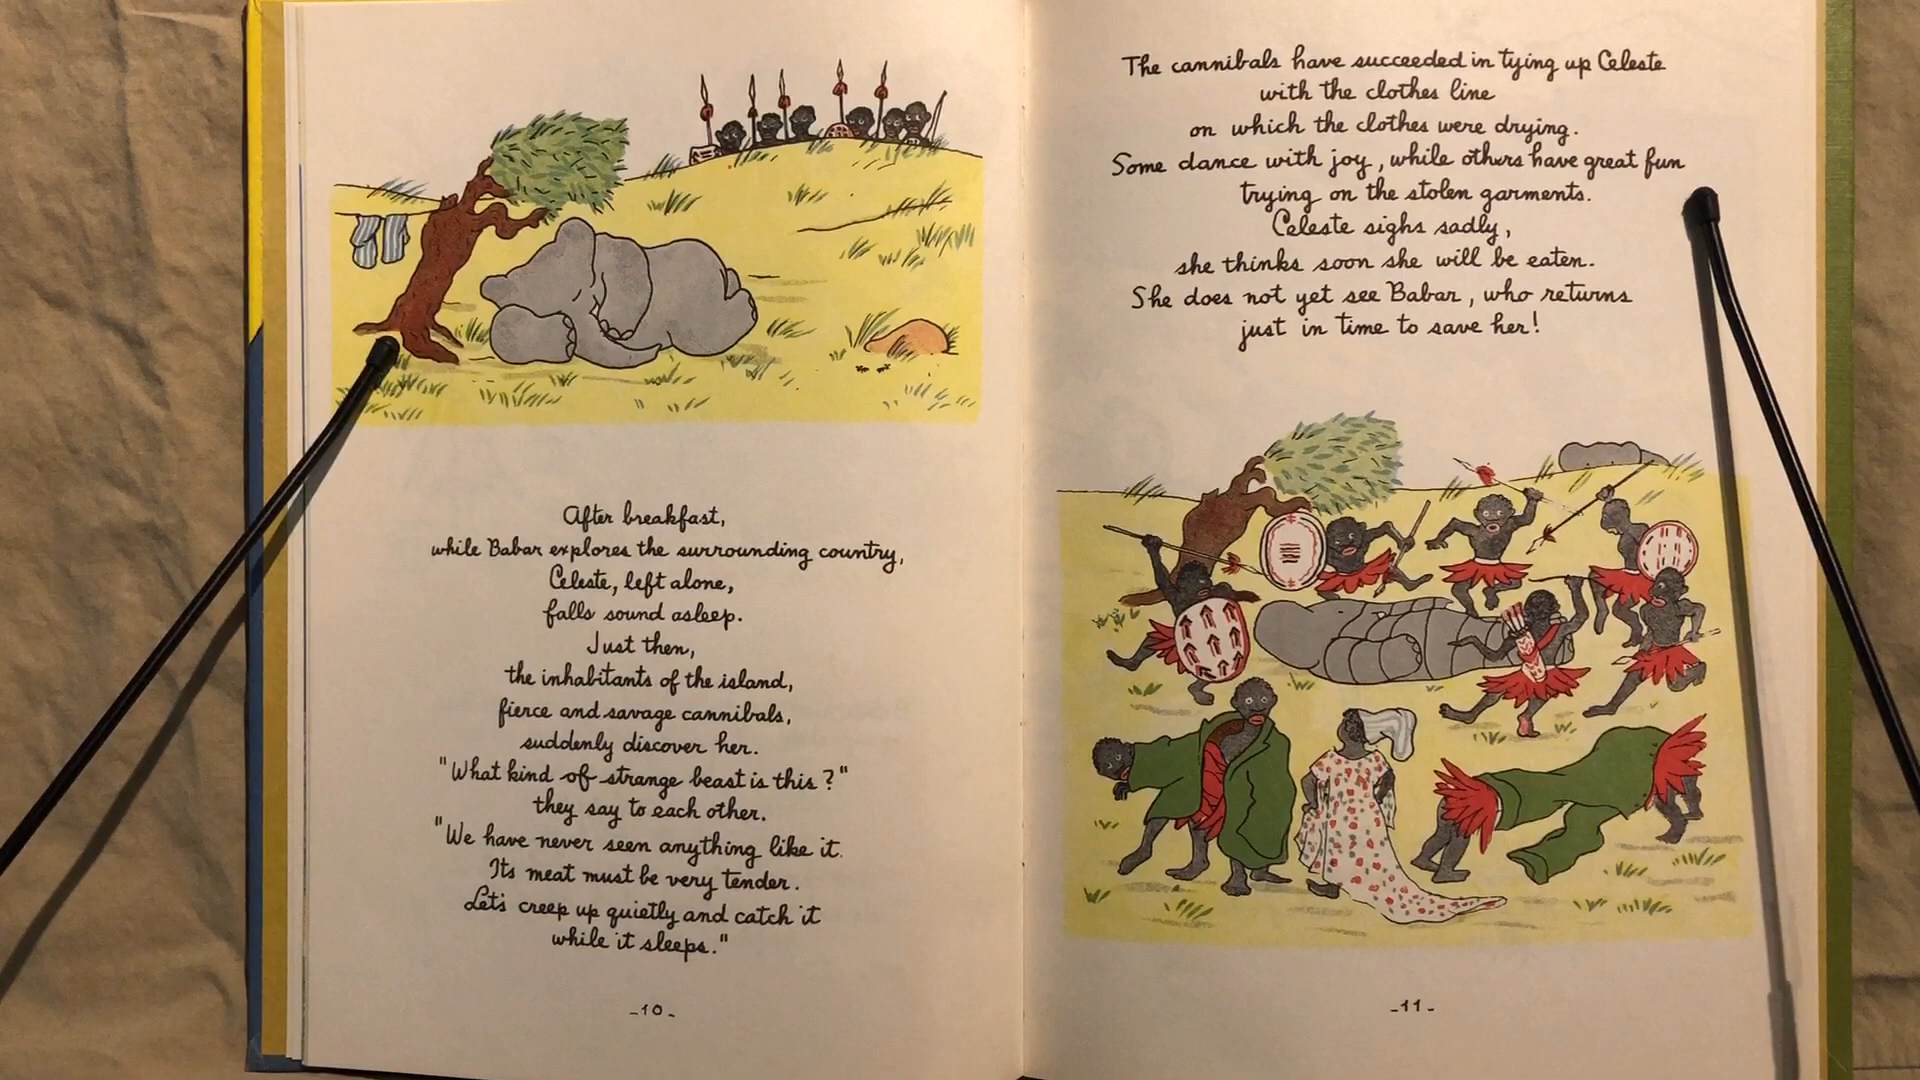 After breakfast,
while Babar explores the surrounding country,
Celeste, left alone,
falls sound asleep.
Just then,
the inhabitants of the island,
fierce and savage cannibals,
suddenly discover her.
"What kind of strange beast is this?"
they say to each other.
"We have never seen anything like it.
Its meat must be very tender.
Let's creep up quietly and catch it
while it sleeps."
_10_
The cannibals have succeeded in tying up Celeste
with the clothes line
on which the clothes were drying.
Some dance with joy, while others have great fun
trying on the stolen garments.
Celeste sighs sadly,
she thinks soon she will be eaten.
She does not yet see Babar, who returns
just in time to save her!
_11_